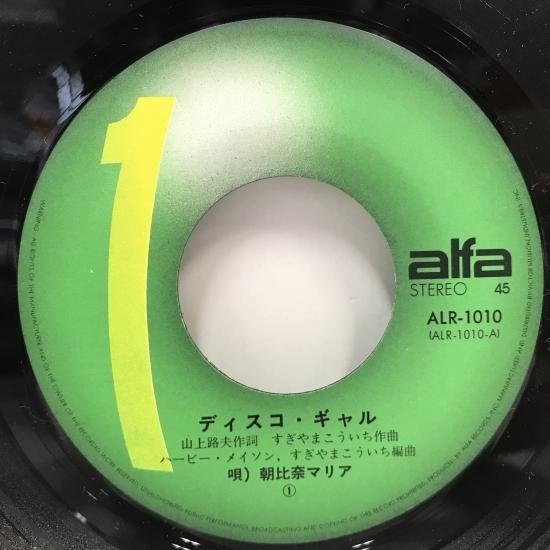 1
alfa
STEREO 45
ALR-1010
(ALR-1010-A)
ディスコ・ギャル
山上路夫作詞 すぎやまこういち作曲
ハービー・メイソン, すぎやまこういち編曲
唄) 朝比奈マリア
①